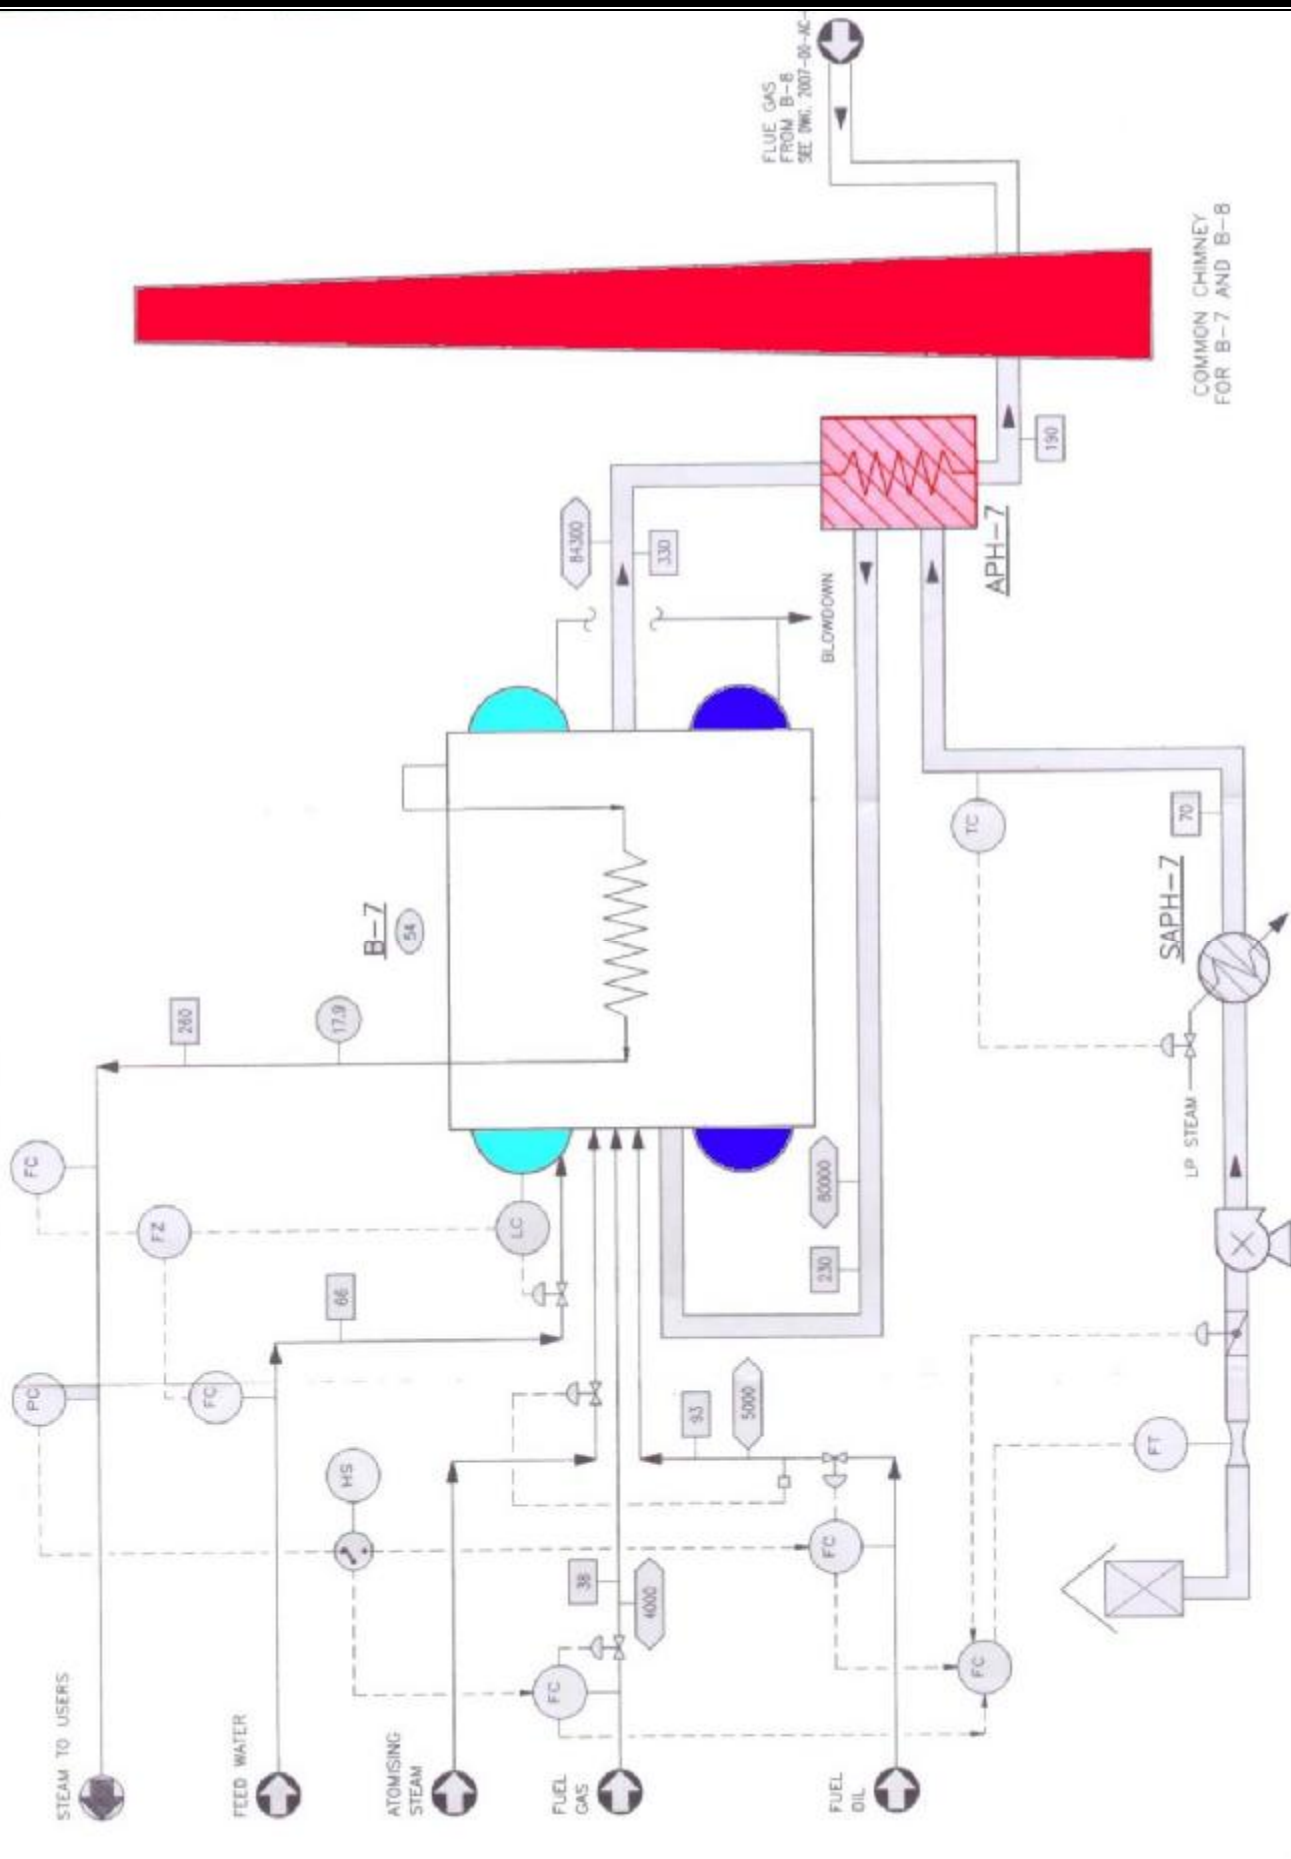 FLUE GAS
FROM B-8
SEE DWG. 2007-00-AC-
COMMON CHIMNEY
FOR B-7 AND B-8
190
APH-7
84300
330
BLOWDOWN
B-7
54
260
17.9
TC
70
SAPH-7
LP STEAM
FC
FZ
LC
66
80000
230
PC
FC
HS
93
5000
FT
FC
38
4000
FC
FC
STEAM TO USERS
FEED WATER
ATOMISING
STEAM
FUEL
GAS
FUEL
OIL